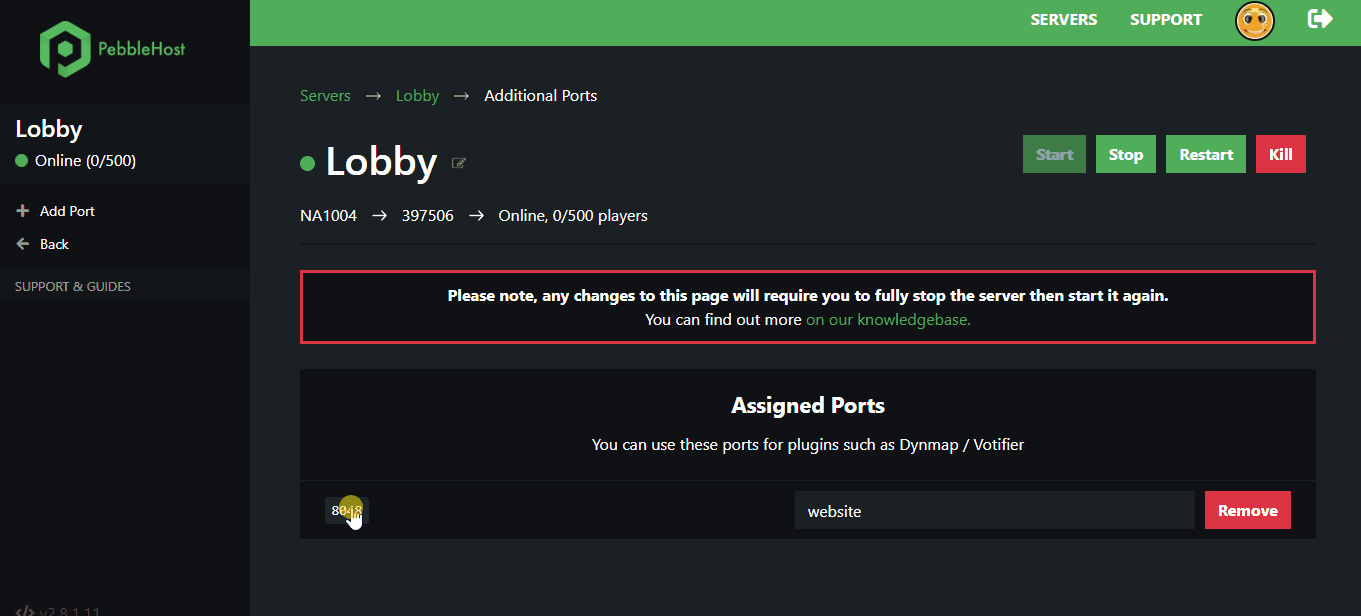 PebbleHost
SERVERS
SUPPORT
Lobby
Online (0/500)
Add Port
Back
SUPPORT & GUIDES
v2.8.1.11
Servers → Lobby → Additional Ports
Lobby
Start
Stop
Restart
Kill
NA1004 → 397506 → Online, 0/500 players
Please note, any changes to this page will require you to fully stop the server then start it again.
You can find out more on our knowledgebase.
Assigned Ports
You can use these ports for plugins such as Dynmap / Votifier
website
Remove